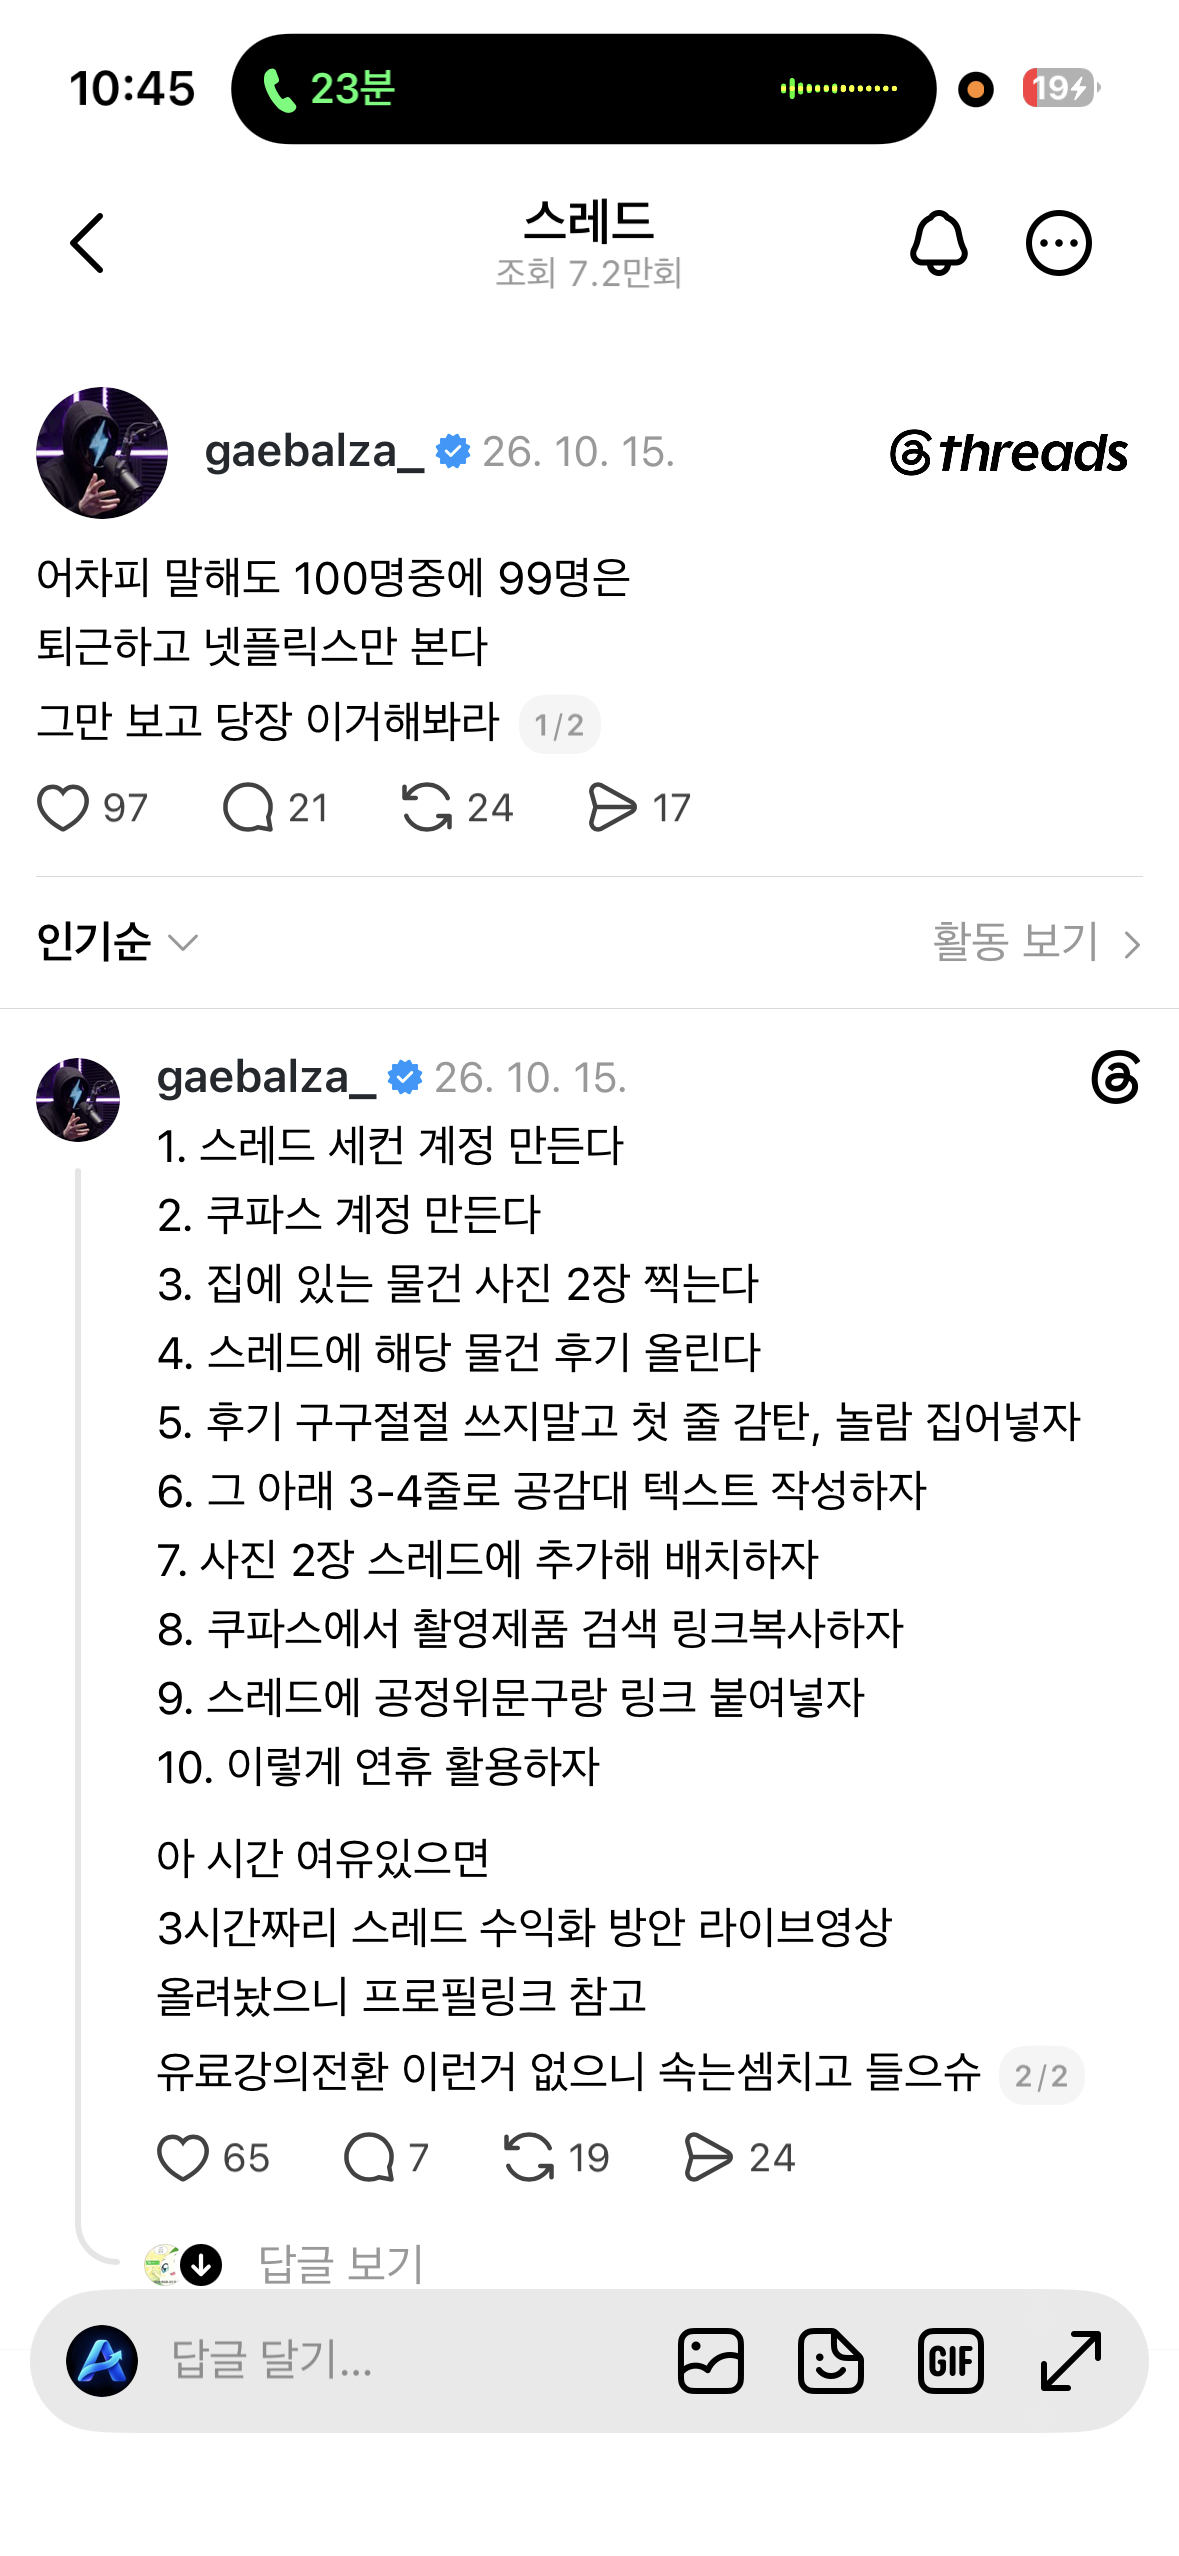 10:45
23분
19
스레드
조회 7.2만회
gaebalza_ 26. 10. 15.
threads
어차피 말해도 100명중에 99명은
퇴근하고 넷플릭스만 본다
그만 보고 당장 이거해봐라 1/2
97 21 24 17
인기순
활동 보기
gaebalza_ 26. 10. 15.
1. 스레드 세컨 계정 만든다
2. 쿠파스 계정 만든다
3. 집에 있는 물건 사진 2장 찍는다
4. 스레드에 해당 물건 후기 올린다
5. 후기 구구절절 쓰지말고 첫 줄 감탄, 놀람 집어넣자
6. 그 아래 3-4줄로 공감대 텍스트 작성하자
7. 사진 2장 스레드에 추가해 배치하자
8. 쿠파스에서 촬영제품 검색 링크복사하자
9. 스레드에 공정위문구랑 링크 붙여넣자
10. 이렇게 연휴 활용하자
아 시간 여유있으면
3시간짜리 스레드 수익화 방안 라이브영상
올려놨으니 프로필링크 참고
유료강의전환 이런거 없으니 속는셈치고 들으슈 2/2
65 7 19 24
답글 보기
답글 달기...
GIF